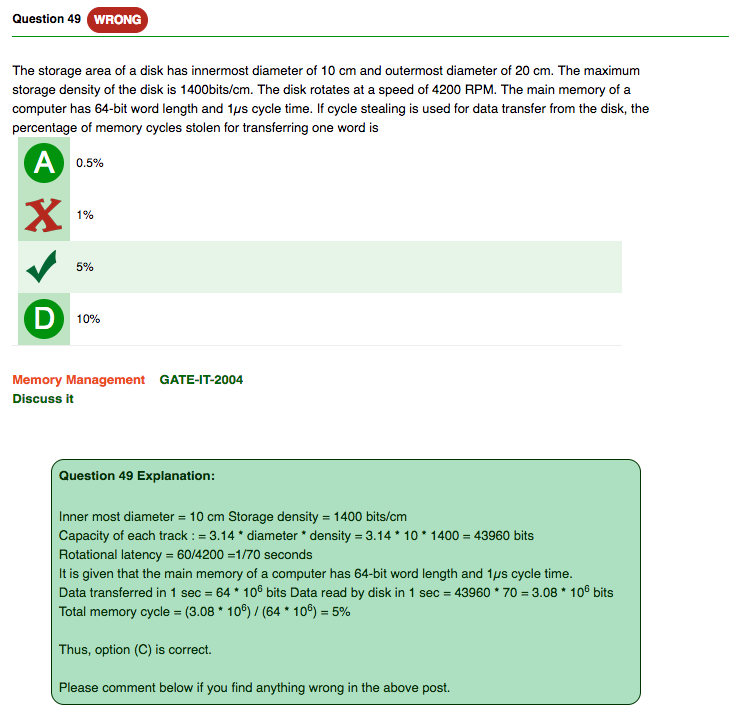 Question 49 WRONG
The storage area of a disk has innermost diameter of 10 cm and outermost diameter of 20 cm. The maximum
storage density of the disk is 1400bits/cm. The disk rotates at a speed of 4200 RPM. The main memory of a
computer has 64-bit word length and 1µs cycle time. If cycle stealing is used for data transfer from the disk, the
percentage of memory cycles stolen for transferring one word is
A 0.5%
X 1%
5%
D 10%
Memory Management GATE-IT-2004
Discuss it
Question 49 Explanation:
Inner most diameter = 10 cm Storage density = 1400 bits/cm
Capacity of each track : = 3.14 * diameter * density = 3.14 * 10 * 1400 = 43960 bits
Rotational latency = 60/4200 =1/70 seconds
It is given that the main memory of a computer has 64-bit word length and 1µs cycle time.
Data transferred in 1 sec = 64 * 10⁶ bits Data read by disk in 1 sec = 43960 * 70 = 3.08 * 10⁶ bits
Total memory cycle = (3.08 * 10⁶) / (64 * 10⁶) = 5%
Thus, option (C) is correct.
Please comment below if you find anything wrong in the above post.